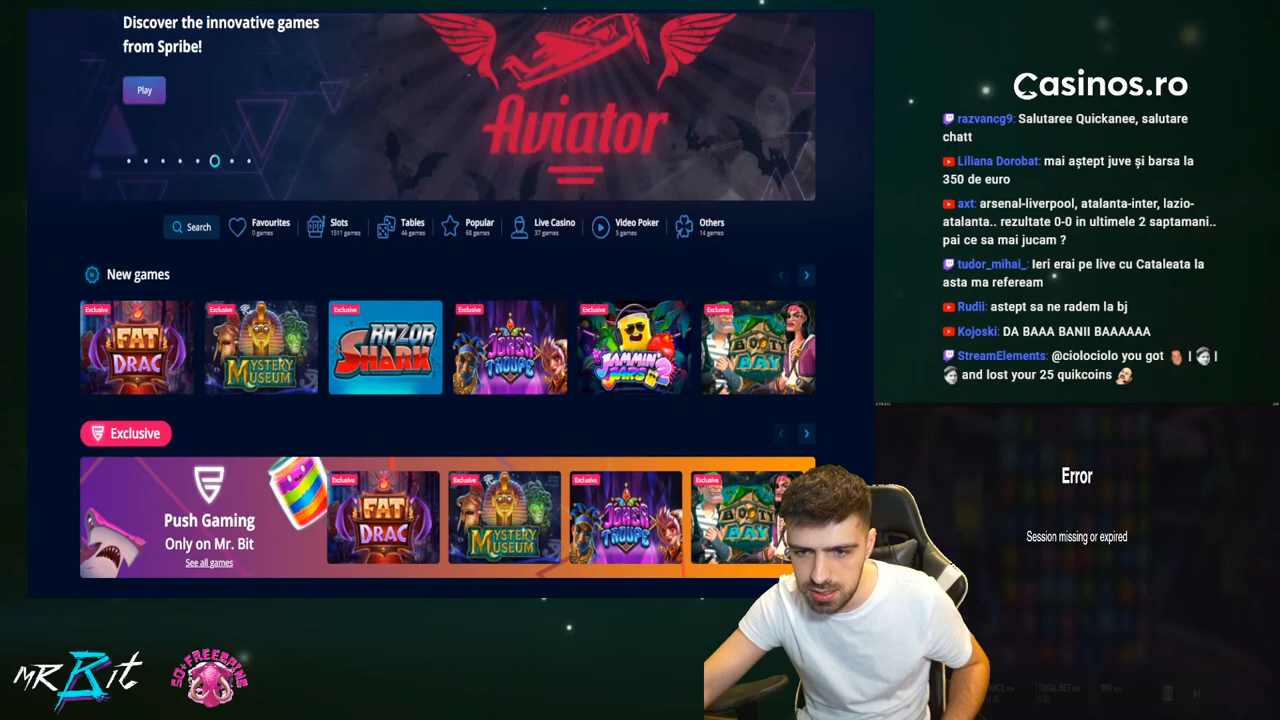 Discover the innovative games
from Spribe!
Play
Aviator
Search
Favourites
0 games
Slots
1511 games
Tables
46 games
Popular
68 games
Live Casino
37 games
Video Poker
5 games
Others
14 games
New games
Exclusive
FAT
DRAC
Exclusive
MYSTERY
MUSEUM
RAZOR
SHARK
Exclusive
JOKER
TROUPE
Exclusive
JAMMIN'
JARS 2
Exclusive
BOOTY
BAY
Exclusive
Push Gaming
Only on Mr. Bit
See all games
Exclusive
FAT
DRAC
Exclusive
MYSTERY
MUSEUM
Exclusive
JOKER
TROUPE
Exclusive
BOOTY
BAY
MR BiT
50+FREESPINS
Casinos.ro
razvancg9: Salutaree Quickanee, salutare
chatt
Liliana Dorobat: mai aștept juve și barsa la
350 de euro
axt: arsenal-liverpool, atalanta-inter, lazio-
atalanta.. rezultate 0-0 in ultimele 2 saptamani..
pai ce sa mai jucam ?
tudor_mihai_: Ieri erai pe live cu Cataleata la
asta ma refeream
Rudii: astept sa ne radem la bj
Kojoski: DA BAAA BANII BAAAAAA
StreamElements: @ciolociolo you got | |
and lost your 25 quikcoins
Error
Session missing or expired
TOTAL BET
WIN